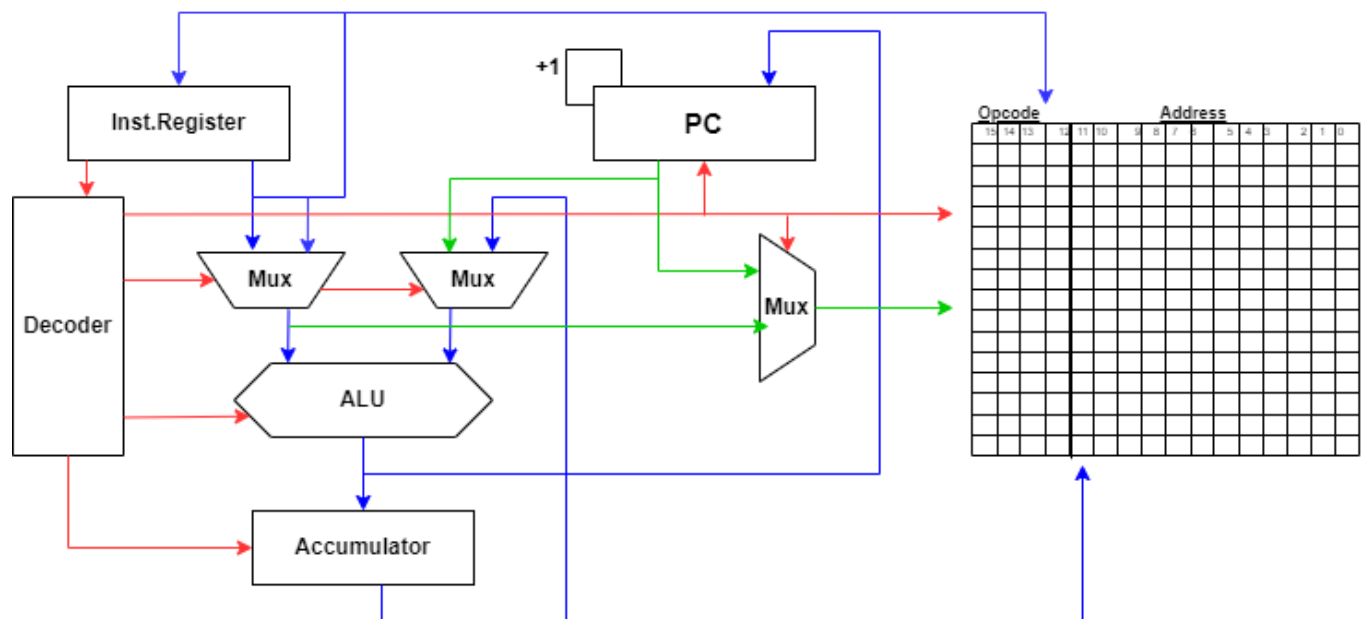 +1
Inst.Register
PC
Opcode Address
15 14 13 12 11 10 9 8 7 6 5 4 3 2 1 0
Mux
Mux
Mux
Decoder
ALU
Accumulator